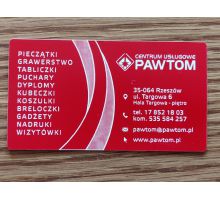 PIECZĄTKI
GRAWERSTWO
TABLICZKI
PUCHARY
DYPLOMY
KUBECZKI
KOSZULKI
BRELOCZKI
GADŻETY
NADRUKI
WIZYTÓWKI
CENTRUM USŁUGOWE
PAWTOM
35-064 Rzeszów
ul. Targowa 6
Hala Targowa - piętro
tel. 17 852 18 03
kom. 535 584 257
pawtom@pawtom.pl
www.pawtom.pl